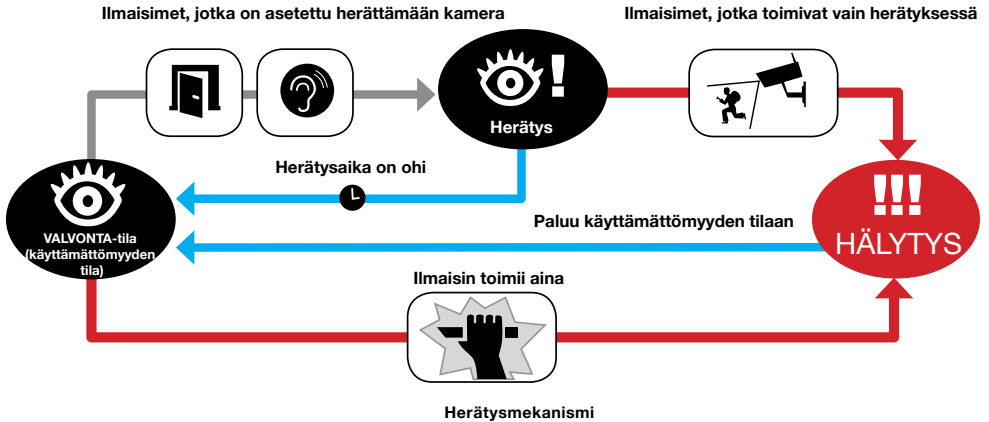 Ilmaisimet, jotka on asetettu herättämään kamera
Ilmaisimet, jotka toimivat vain herätyksessä
!
Herätys
Herätysaika on ohi
VALVONTA-tila
(käyttämättömyyden
tila)
Paluu käyttämättömyyden tilaan
!!!
HÄLYTYS
Ilmaisin toimii aina
Herätysmekanismi